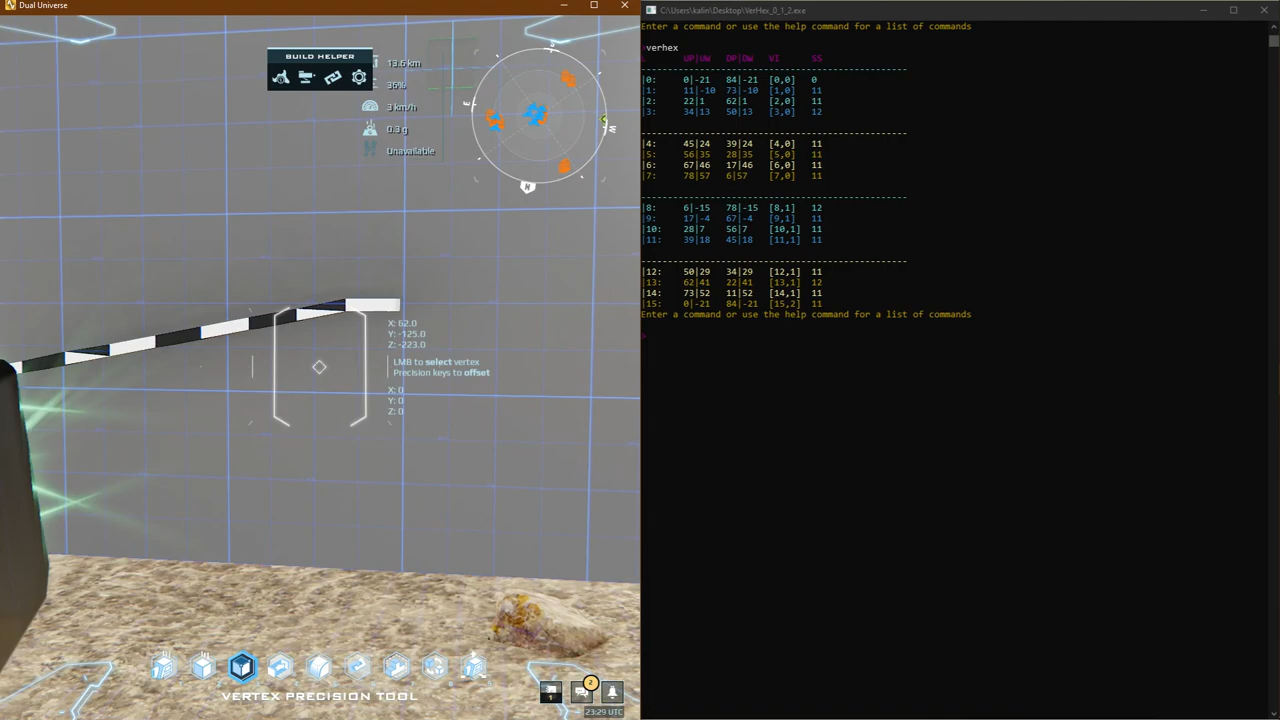 Dual Universe
BUILD HELPER
13.6 km
36%
3 km/h
0.3 g
Unavailable
E
W
N
X: 62.0
Y: -125.0
Z: -223.0
LMB to select vertex
Precision keys to offset
X: 0
Y: 0
Z: 0
VERTEX PRECISION TOOL
1
2
23:29 UTC
C:\Users\kalin\Desktop\VerHex_0_1_2.exe
Enter a command or use the help command for a list of commands
verhex
L UP|UW DP|DW VI SS
|0: 0|-21 84|-21 [0,0] 0
|1: 11|-10 73|-10 [1,0] 11
|2: 22|1 62|1 [2,0] 11
|3: 34|13 50|13 [3,0] 12
|4: 45|24 39|24 [4,0] 11
|5: 56|35 28|35 [5,0] 11
|6: 67|46 17|46 [6,0] 11
|7: 78|57 6|57 [7,0] 11
|8: 6|-15 78|-15 [8,1] 12
|9: 17|-4 67|-4 [9,1] 11
|10: 28|7 56|7 [10,1] 11
|11: 39|18 45|18 [11,1] 11
|12: 50|29 34|29 [12,1] 11
|13: 62|41 22|41 [13,1] 12
|14: 73|52 11|52 [14,1] 11
|15: 0|-21 84|-21 [15,2] 11
Enter a command or use the help command for a list of commands
>